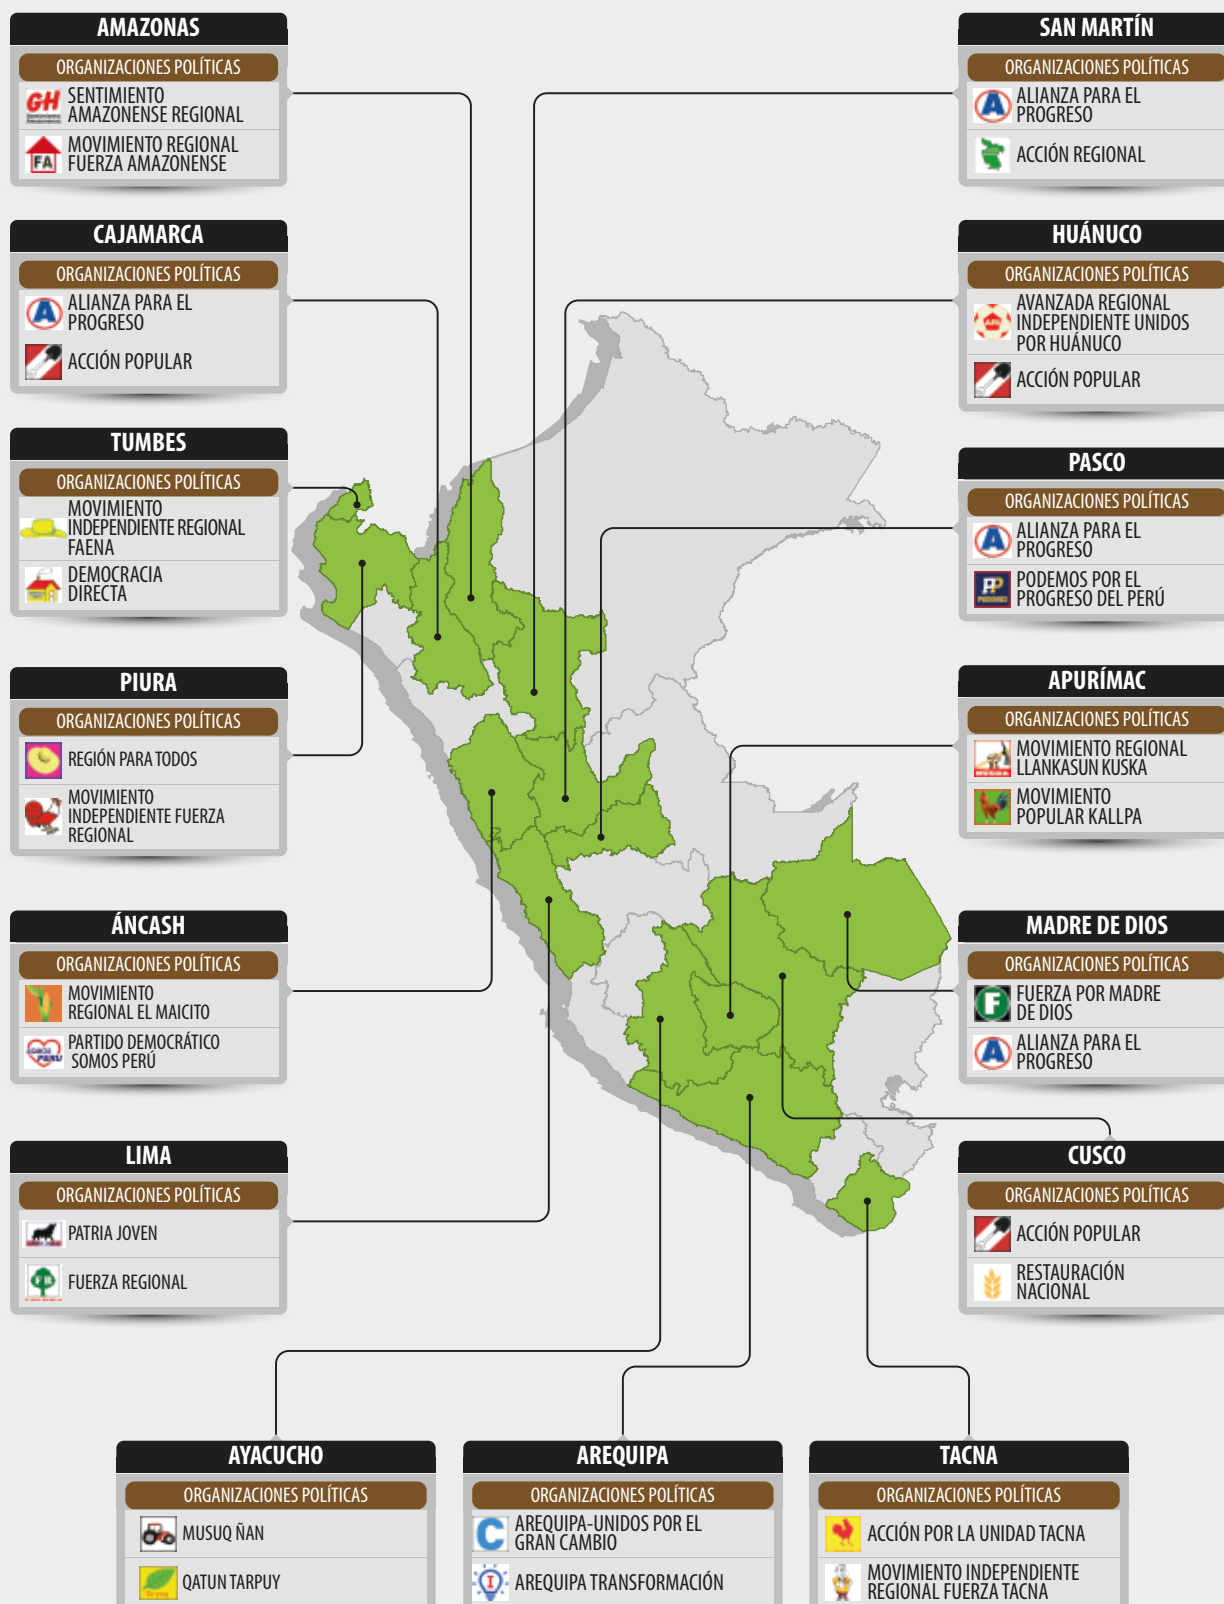 AMAZONAS
ORGANIZACIONES POLÍTICAS
SENTIMIENTO
AMAZONENSE REGIONAL
MOVIMIENTO REGIONAL
FUERZA AMAZONENSE
CAJAMARCA
ORGANIZACIONES POLÍTICAS
ALIANZA PARA EL
PROGRESO
ACCIÓN POPULAR
TUMBES
ORGANIZACIONES POLÍTICAS
MOVIMIENTO
INDEPENDIENTE REGIONAL
FAENA
DEMOCRACIA
DIRECTA
PIURA
ORGANIZACIONES POLÍTICAS
REGIÓN PARA TODOS
MOVIMIENTO
INDEPENDIENTE FUERZA
REGIONAL
ÁNCASH
ORGANIZACIONES POLÍTICAS
MOVIMIENTO
REGIONAL EL MAICITO
PARTIDO DEMOCRÁTICO
SOMOS PERÚ
LIMA
ORGANIZACIONES POLÍTICAS
PATRIA JOVEN
FUERZA REGIONAL
SAN MARTÍN
ORGANIZACIONES POLÍTICAS
ALIANZA PARA EL
PROGRESO
ACCIÓN REGIONAL
HUÁNUCO
ORGANIZACIONES POLÍTICAS
AVANZADA REGIONAL
INDEPENDIENTE UNIDOS
POR HUÁNUCO
ACCIÓN POPULAR
PASCO
ORGANIZACIONES POLÍTICAS
ALIANZA PARA EL
PROGRESO
PODEMOS POR EL
PROGRESO DEL PERÚ
APURÍMAC
ORGANIZACIONES POLÍTICAS
MOVIMIENTO REGIONAL
LLANKASUN KUSKA
MOVIMIENTO
POPULAR KALLPA
MADRE DE DIOS
ORGANIZACIONES POLÍTICAS
FUERZA POR MADRE
DE DIOS
ALIANZA PARA EL
PROGRESO
CUSCO
ORGANIZACIONES POLÍTICAS
ACCIÓN POPULAR
RESTAURACIÓN
NACIONAL
AYACUCHO
ORGANIZACIONES POLÍTICAS
MUSUQ ÑAN
QATUN TARPUY
AREQUIPA
ORGANIZACIONES POLÍTICAS
AREQUIPA-UNIDOS POR EL
GRAN CAMBIO
AREQUIPA TRANSFORMACIÓN
TACNA
ORGANIZACIONES POLÍTICAS
ACCIÓN POR LA UNIDAD TACNA
MOVIMIENTO INDEPENDIENTE
REGIONAL FUERZA TACNA